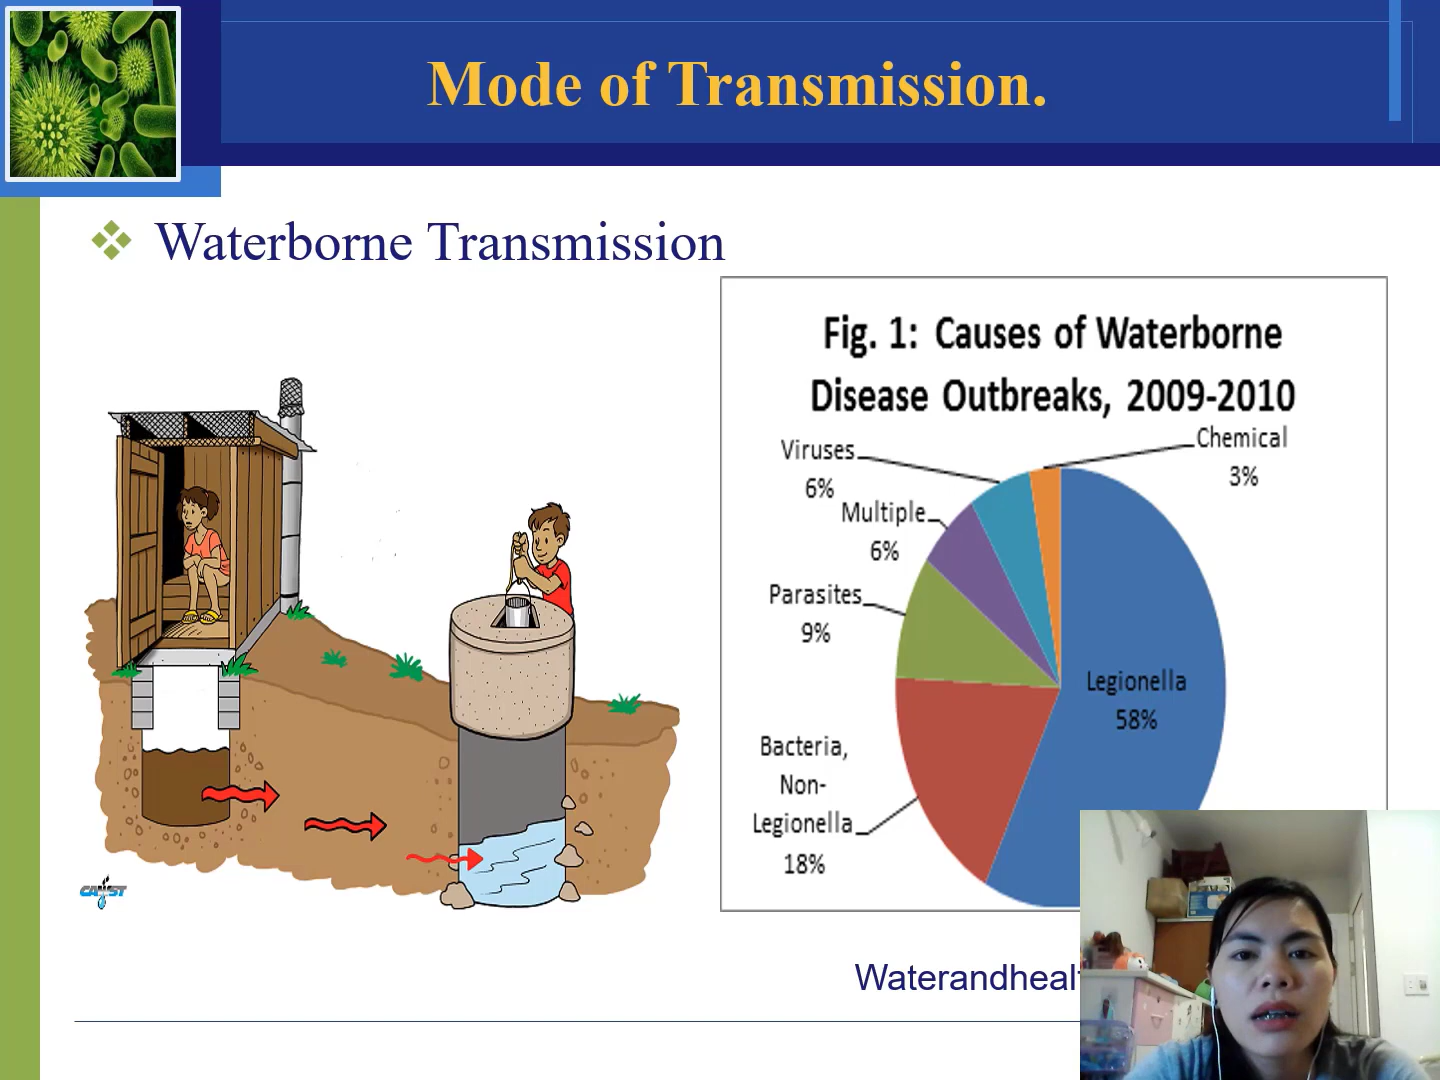 Mode of Transmission.
Waterborne Transmission
Fig. 1: Causes of Waterborne
Disease Outbreaks, 2009-2010
Chemical
3%
Viruses
6%
Multiple
6%
Parasites
9%
Legionella
58%
Bacteria,
Non-
Legionella
18%
CAWST